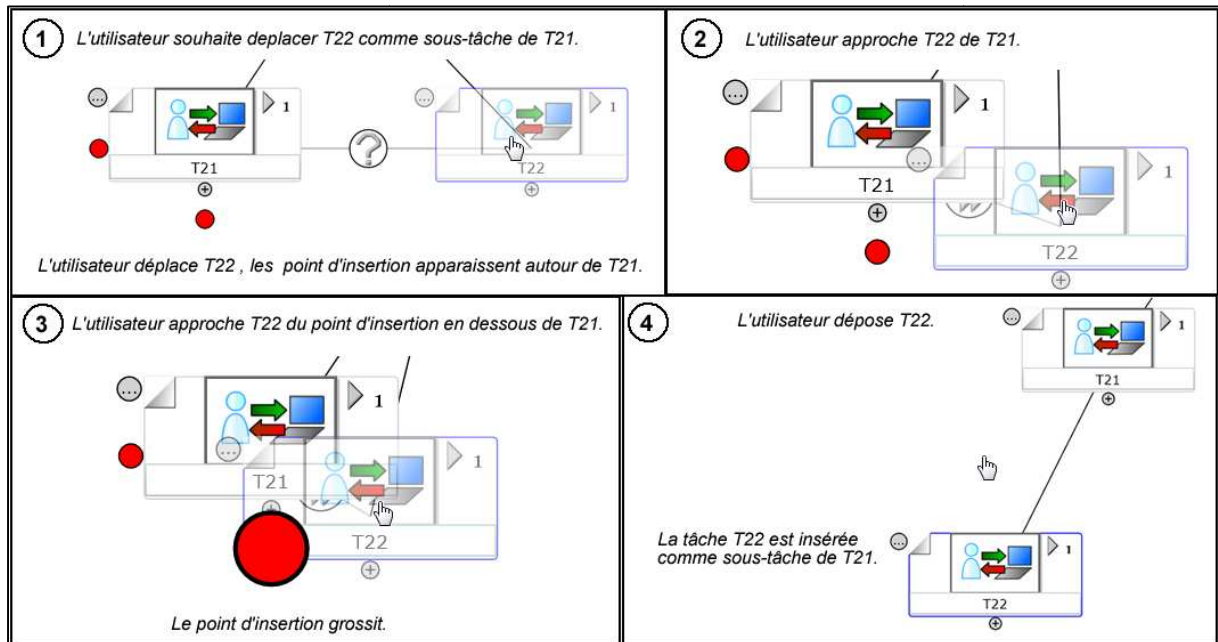 1
L'utilisateur souhaite deplacer T22 comme sous-tâche de T21.
...
1
T21
+
?
...
1
T22
+
L'utilisateur déplace T22 , les point d'insertion apparaissent autour de T21.
2
L'utilisateur approche T22 de T21.
...
1
T21
+
...
1
T22
+
3
L'utilisateur approche T22 du point d'insertion en dessous de T21.
...
1
T21
+
...
1
T22
+
Le point d'insertion grossit.
4
L'utilisateur dépose T22.
...
1
T21
+
La tâche T22 est insérée
comme sous-tâche de T21.
...
1
T22
+